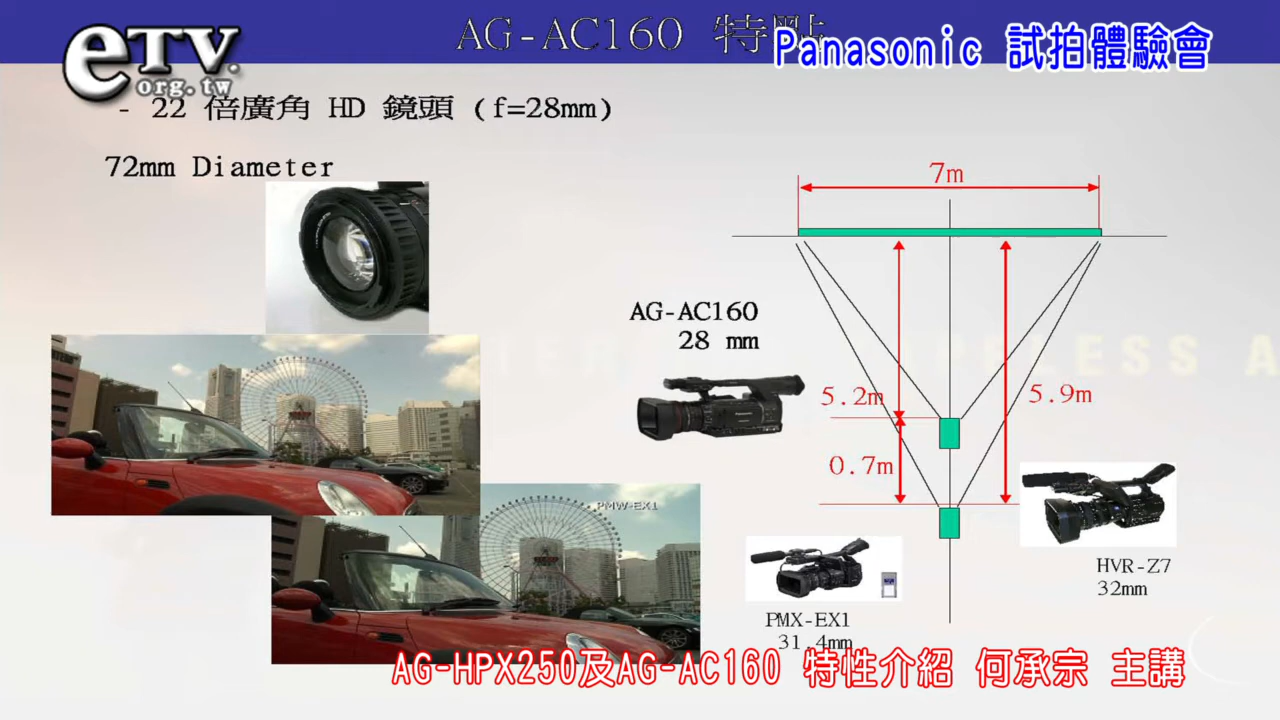 AG-AC160 特點
Panasonic 試拍體驗會
eTV.
org.tw
- 22 倍廣角 HD 鏡頭 (f=28mm)
72mm Diameter
7m
AG-AC160
28 mm
5.2m
5.9m
0.7m
PMW-EX1
HVR-Z7
32mm
PMX-EX1
31.4mm
AG-HPX250及AG-AC160 特性介紹 何承宗 主講